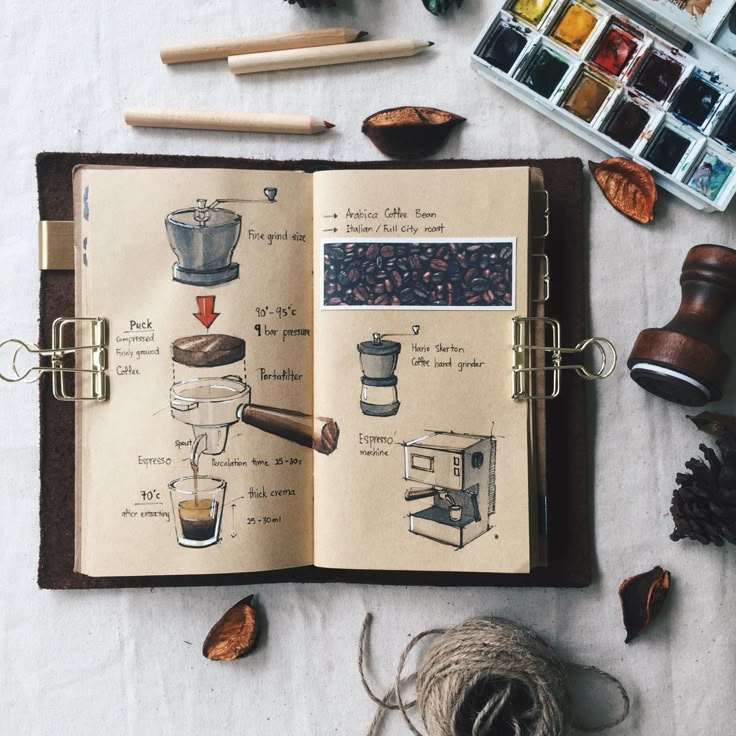 Fine grind size
90°-95°c
9 bar pressure
Puck
Compressed
Finely ground
Coffee
Portafilter
Spout
Espresso
Percolation time 25-30s
70°c
after extracting
thick crema
25-30 ml
→ Arabica Coffee Bean
→ Italian / Full City roast
Hario Skerton
Coffee hand grinder
Espresso
machine